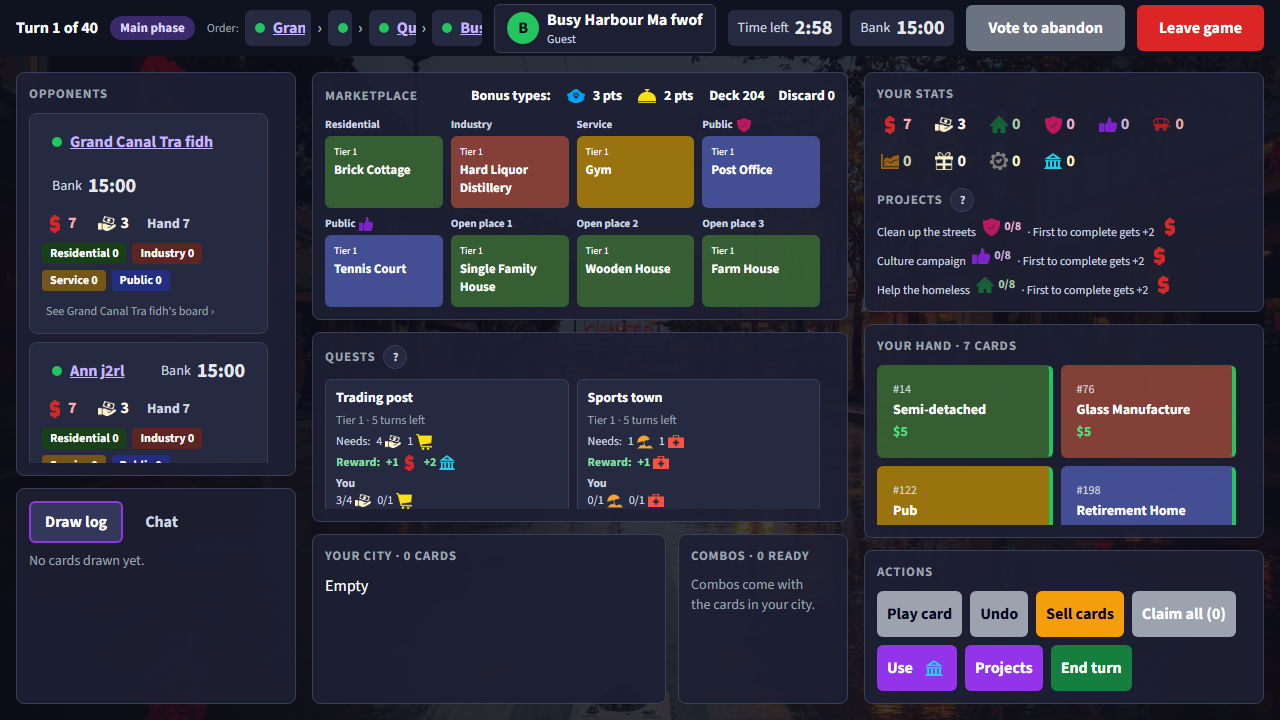 Turn 1 of 40 Main phase Order: Gran › › Qu › Bus
B Busy Harbour Ma fwof
Guest
Time left 2:58 Bank 15:00 Vote to abandon Leave game
OPPONENTS
Grand Canal Tra fidh
Bank 15:00
7 3 Hand 7
Residential 0 Industry 0
Service 0 Public 0
See Grand Canal Tra fidh's board ›
Ann j2rl Bank 15:00
7 3 Hand 7
Residential 0 Industry 0
Draw log Chat
No cards drawn yet.
MARKETPLACE Bonus types: 3 pts 2 pts Deck 204 Discard 0
Residential Industry Service Public
Tier 1 Tier 1 Tier 1 Tier 1
Brick Cottage Hard Liquor Gym Post Office
Distillery
Public Open place 1 Open place 2 Open place 3
Tier 1 Tier 1 Tier 1 Tier 1
Tennis Court Single Family Wooden House Farm House
House
QUESTS ?
Trading post
Tier 1 · 5 turns left
Needs: 4 1
Reward: +1 +2
You
3/4 0/1
Sports town
Tier 1 · 5 turns left
Needs: 1 1
Reward: +1
You
0/1 0/1
YOUR CITY · 0 CARDS
Empty
COMBOS · 0 READY
Combos come with
the cards in your city.
YOUR STATS
7 3 0 0 0 0
0 0 0 0
PROJECTS ?
Clean up the streets 0/8 · First to complete gets +2
Culture campaign 0/8 · First to complete gets +2
Help the homeless 0/8 · First to complete gets +2
YOUR HAND · 7 CARDS
#14
Semi-detached
$5
#76
Glass Manufacture
$5
#122
Pub
#198
Retirement Home
ACTIONS
Play card Undo Sell cards Claim all (0)
Use Projects End turn